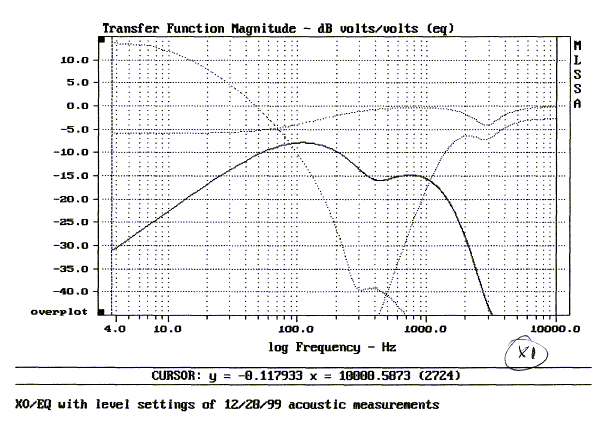 Transfer Function Magnitude - dB volts/volts (eq)
M
L
S
S
A
10.0
5.0
0.0
-5.0
-10.0
-15.0
-20.0
-25.0
-30.0
-35.0
-40.0
overplot
4.0 10.0 100.0 1000.0 10000.0
log Frequency - Hz
X1
CURSOR: y = -0.117933 x = 10000.5873 (2724)
XO/EQ with level settings of 12/28/99 acoustic measurements